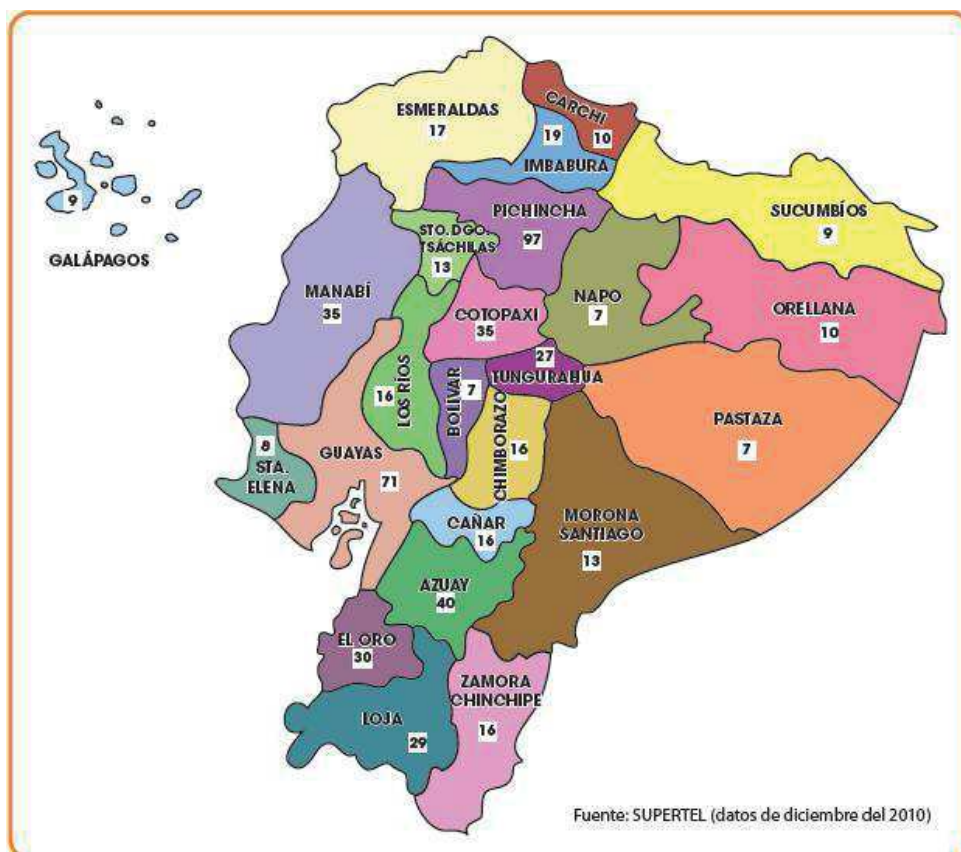 ESMERALDAS
17
CARCHI
10
19
IMBABURA
PICHINCHA
97
SUCUMBÍOS
9
9
GALÁPAGOS
STO. DGO.
TSÁCHILAS
13
MANABÍ
35
COTOPAXI
35
NAPO
7
ORELLANA
10
27
TUNGURAHUA
LOS RÍOS
16
BOLÍVAR
7
CHIMBORAZO
16
PASTAZA
7
8
STA.
ELENA
GUAYAS
71
CAÑAR
16
MORONA
SANTIAGO
13
AZUAY
40
EL ORO
30
ZAMORA
CHINCHIPE
16
LOJA
29
Fuente: SUPERTEL (datos de diciembre del 2010)